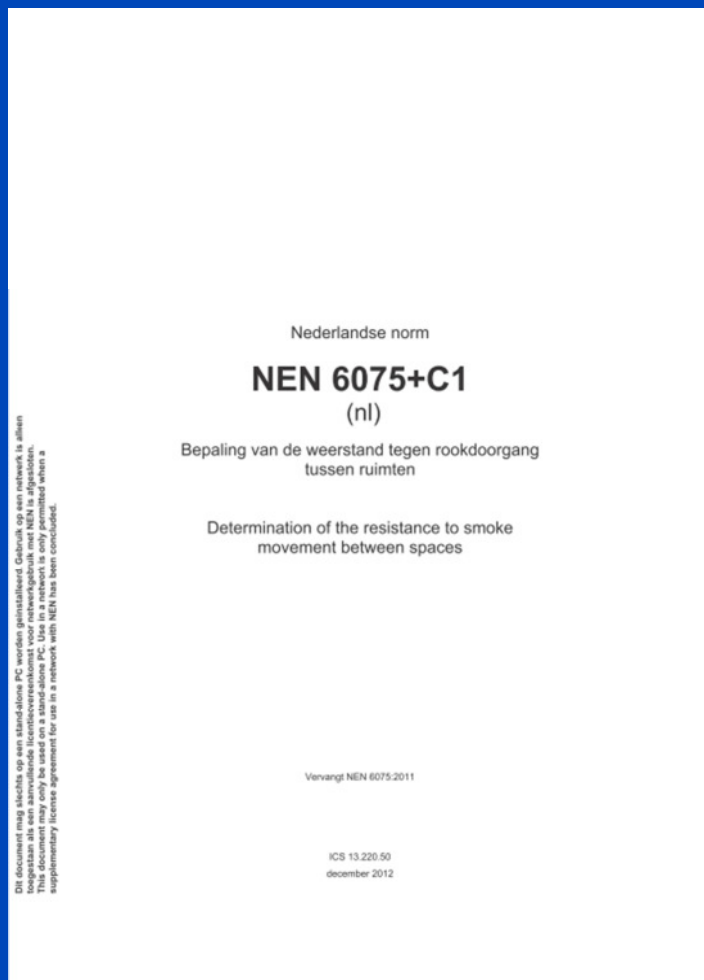 Nederlandse norm
NEN 6075+C1
(nl)
Bepaling van de weerstand tegen rookdoorgang
tussen ruimten
Determination of the resistance to smoke
movement between spaces
Vervangt NEN 6075:2011
ICS 13.220.50
december 2012
Dit document mag slechts op een stand-alone PC worden geinstalleerd. Gebruik op een netwerk is alleen
toegestaan als een aanvullende licentieovereenkomst voor netwerkgebruik met NEN is afgesloten.
This document may only be used on a stand-alone PC. Use in a network is only permitted when a
supplementary license agreement for use in a network with NEN has been concluded.